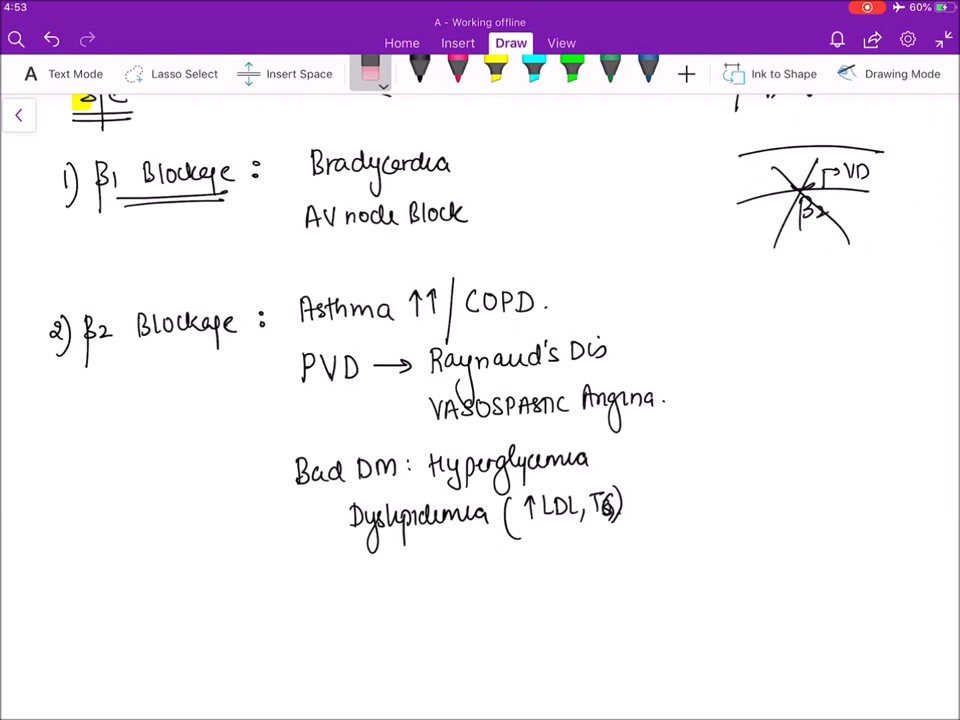 4:53
60%
A - Working offline
Home Insert Draw View
A Text Mode Lasso Select Insert Space Ink to Shape Drawing Mode
S/E
1) β1 Blockage : Bradycardia
AV node Block
VD
β2
2) β2 Blockage : Asthma ↑↑ / COPD.
PVD → Raynaud's Dis
VASOSPASTIC Angina.
Bad DM : Hyperglycemia
Dyslipidemia (↑LDL, TG).